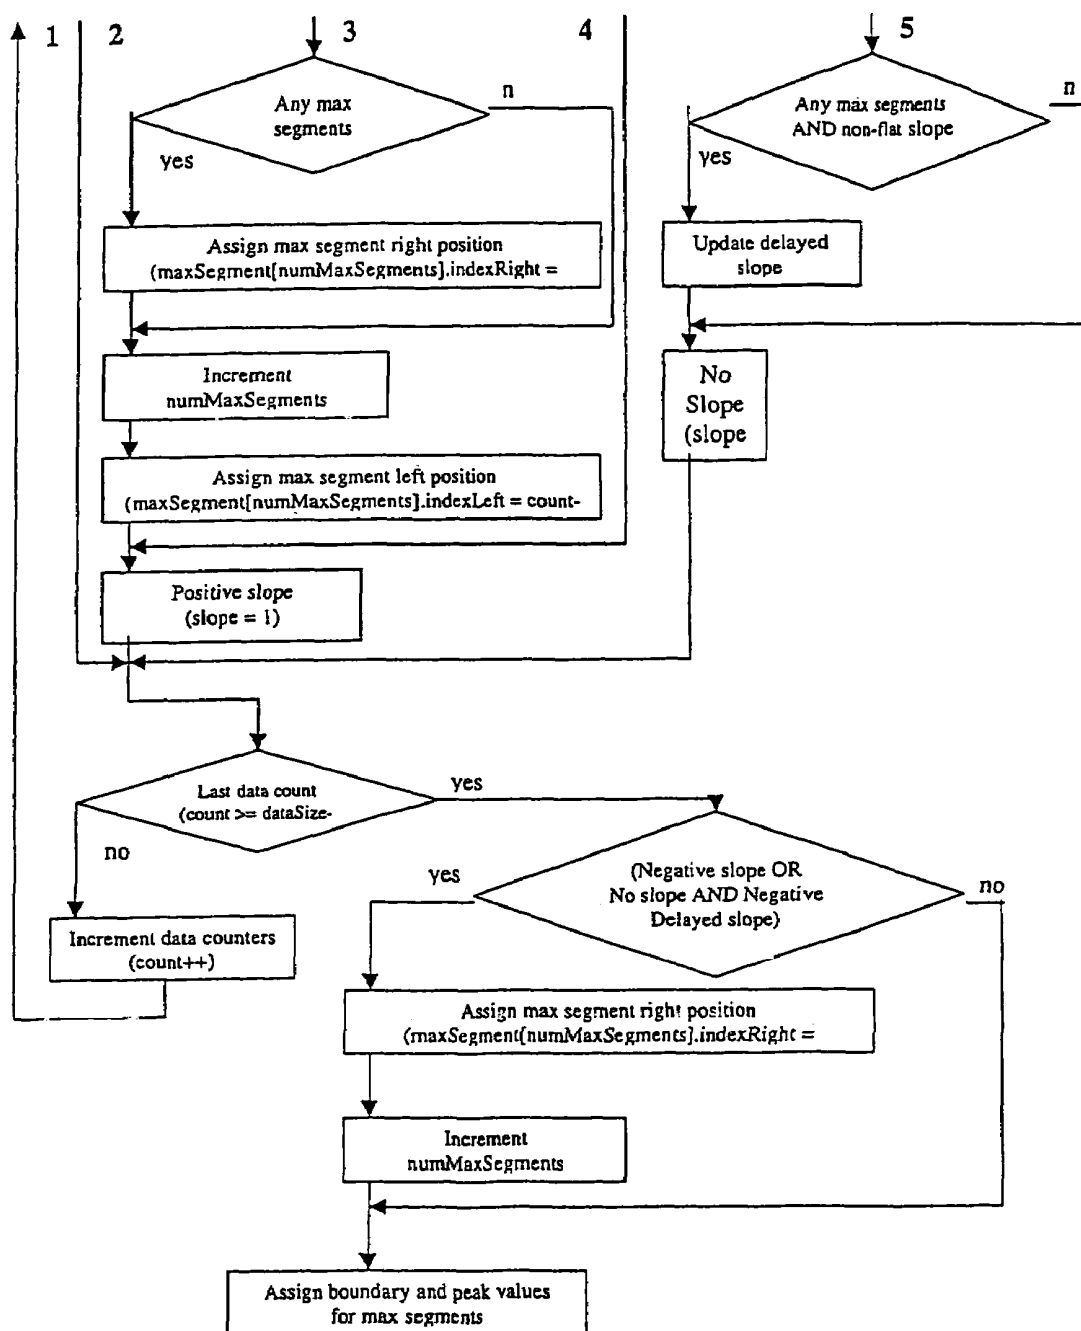 1 2 3 4 5
Any max
segments
n
yes
Any max segments
AND non-flat slope
n
yes
Assign max segment right position
(maxSegment[numMaxSegments].indexRight =
Update delayed
slope
Increment
numMaxSegments
No
Slope
(slope
Assign max segment left position
(maxSegment[numMaxSegments].indexLeft = count-
Positive slope
(slope = 1)
Last data count
(count >= dataSize-
yes
no
(Negative slope OR
No slope AND Negative
Delayed slope)
yes
no
Increment data counters
(count++)
Assign max segment right position
(maxSegment[numMaxSegments].indexRight =
Increment
numMaxSegments
Assign boundary and peak values
for max segments